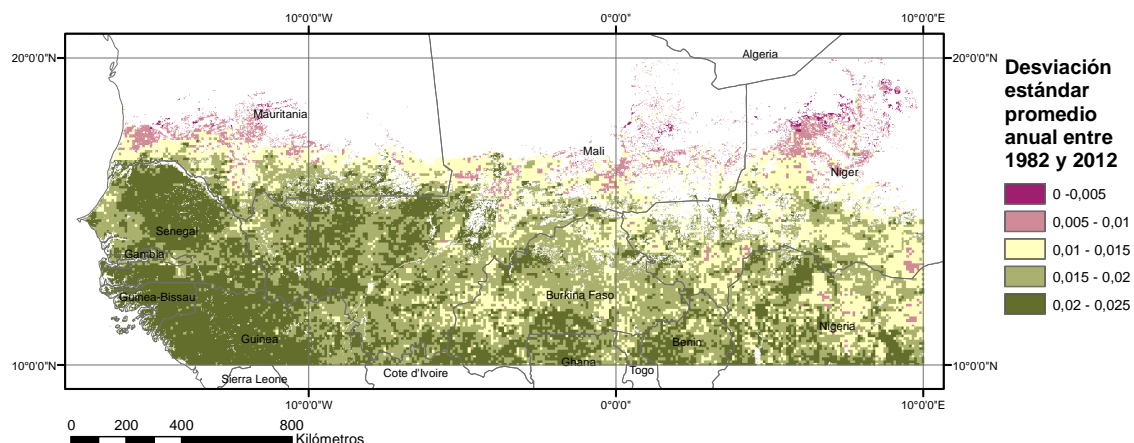 10°0'0"W 0°0'0" 10°0'0"E
20°0'0"N 20°0'0"N
Algeria
Mauritania
Mali
Niger
Senegal
Gambia
Guinea-Bissau
Burkina Faso
Nigeria
Guinea
Benin
Ghana
10°0'0"N 10°0'0"N
Sierra Leone
Cote d'Ivoire
Togo
10°0'0"W 0°0'0" 10°0'0"E
0 200 400 800
Kilómetros
Desviación
estándar
promedio
anual entre
1982 y 2012
0 -0,005
0,005 - 0,01
0,01 - 0,015
0,015 - 0,02
0,02 - 0,025